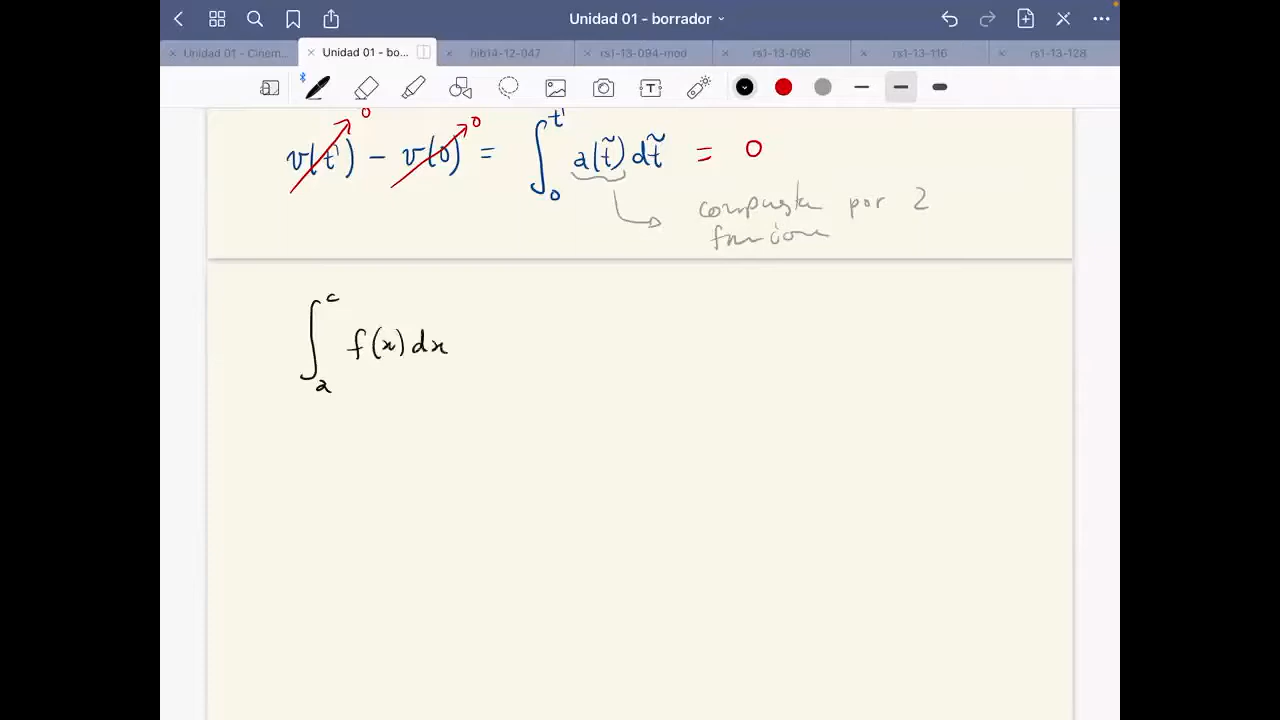 Unidad 01 - borrador
Unidad 01 - Cinem...
Unidad 01 - bo...
hib14-12-047
rs1-13-094-mod
rs1-13-096
rs1-13-116
rs1-13-128
v(t') 0 − v(0) 0 = ∫₀^t' a(t̃) dt̃ = 0
compuesta por 2
funciones
∫ₐ^c f(x) dx